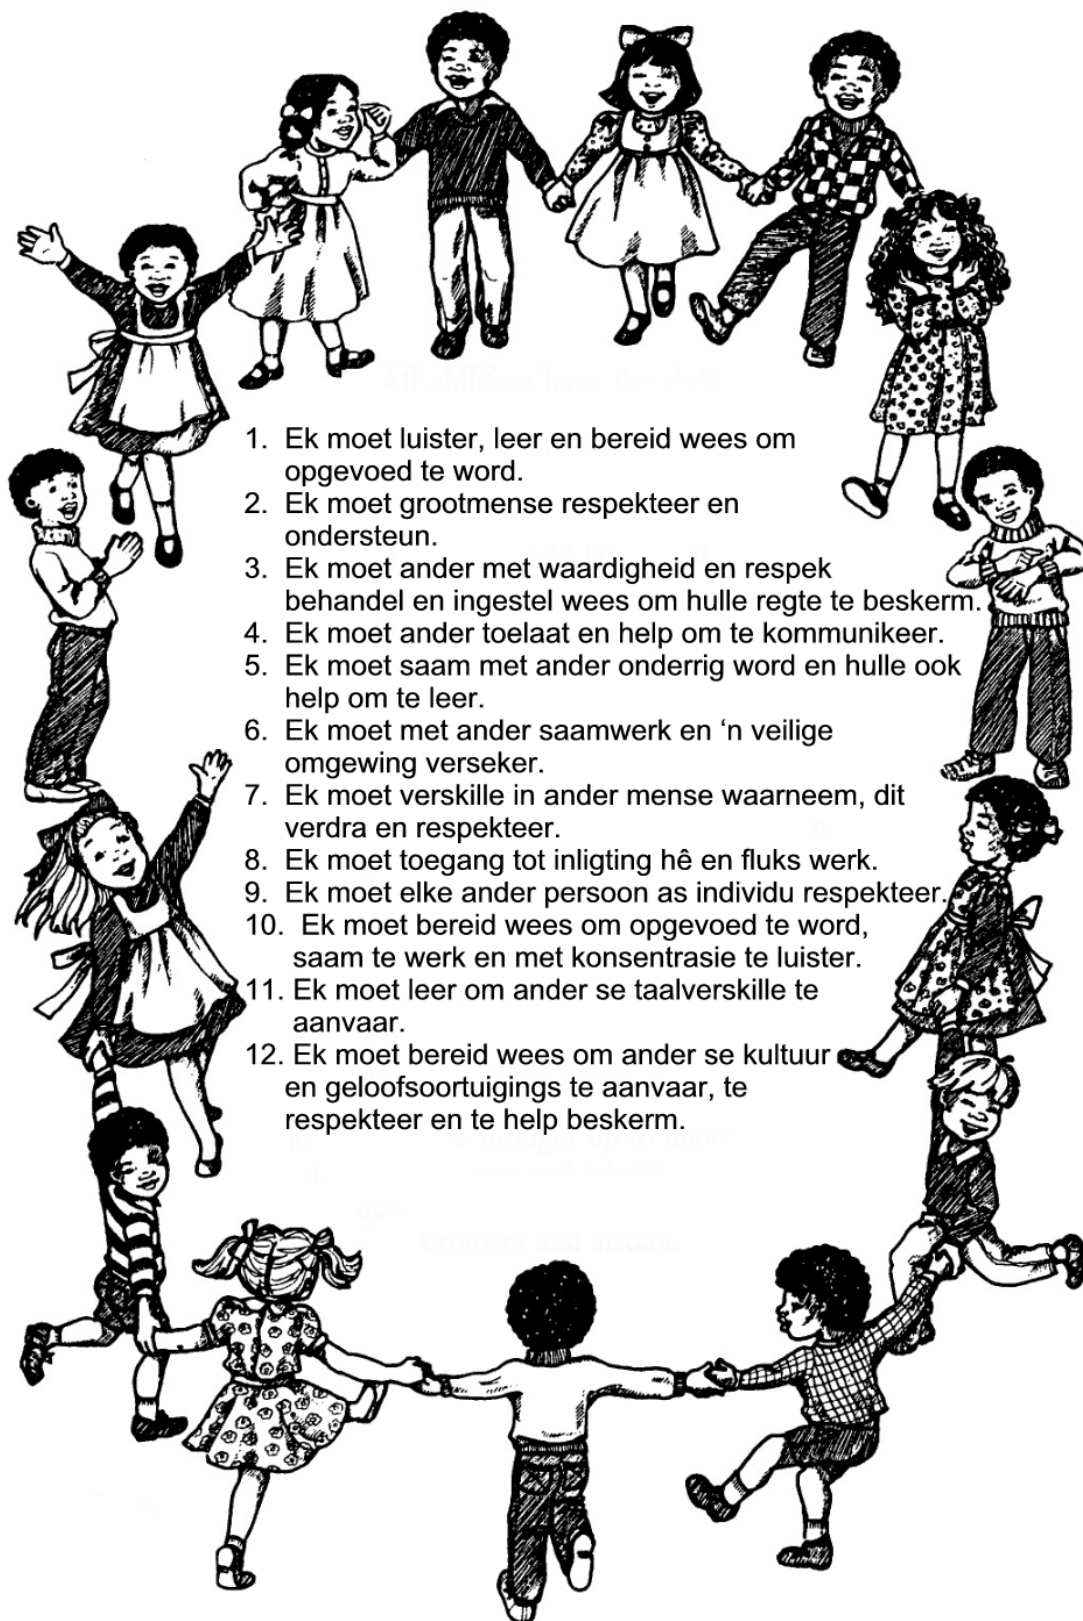 All children have the right
1. Ek moet luister, leer en bereid wees om
opgevoed te word.
2. Ek moet grootmense respekteer en
ondersteun.
3. Ek moet ander met waardigheid en respek
behandel en ingestel wees om hulle regte te beskerm.
4. Ek moet ander toelaat en help om te kommunikeer.
5. Ek moet saam met ander onderrig word en hulle ook
help om te leer.
6. Ek moet met ander saamwerk en ‘n veilige
omgewing verseker.
7. Ek moet verskille in ander mense waarneem, dit
verdra en respekteer.
8. Ek moet toegang tot inligting hê en fluks werk.
9. Ek moet elke ander persoon as individu respekteer.
10. Ek moet bereid wees om opgevoed te word,
saam te werk en met konsentrasie te luister.
11. Ek moet leer om ander se taalverskille te
aanvaar.
12. Ek moet bereid wees om ander se kultuur
en geloofsoortuigings te aanvaar, te
respekteer en te help beskerm.
and sisters.